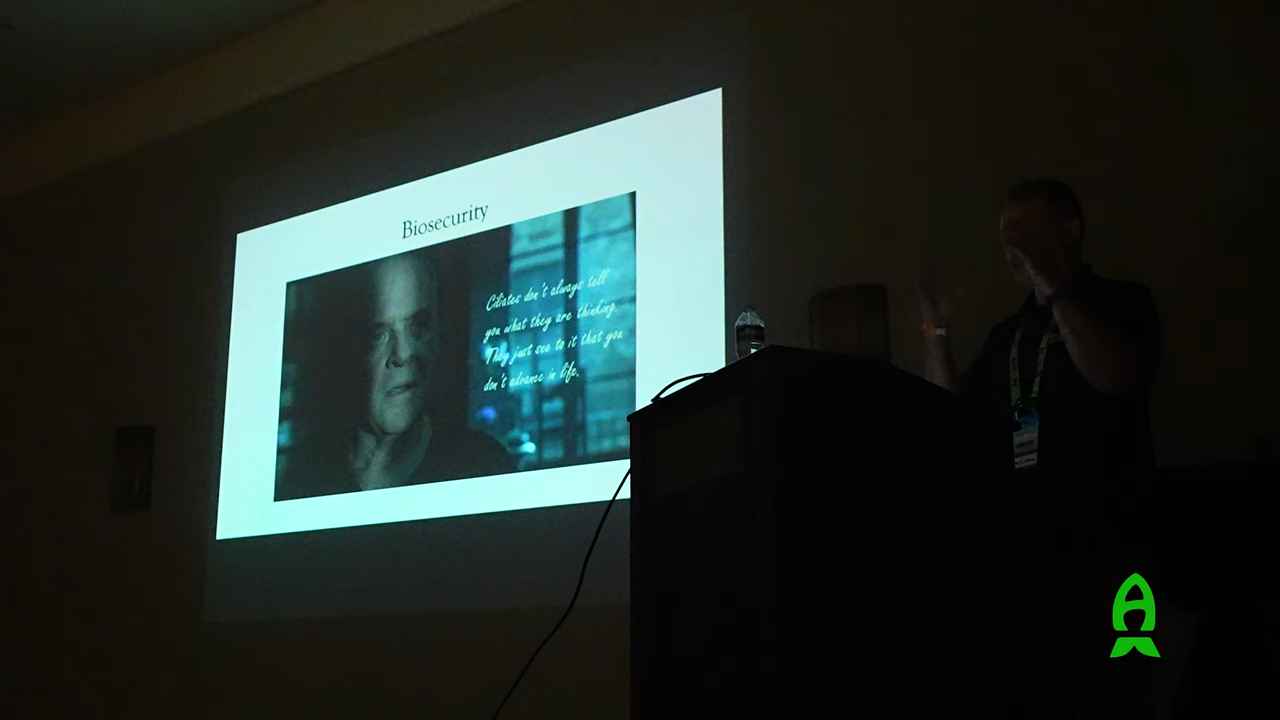 Biosecurity
Ciliates don't always tell
you what they are thinking.
They just see to it that you
don't advance in life.